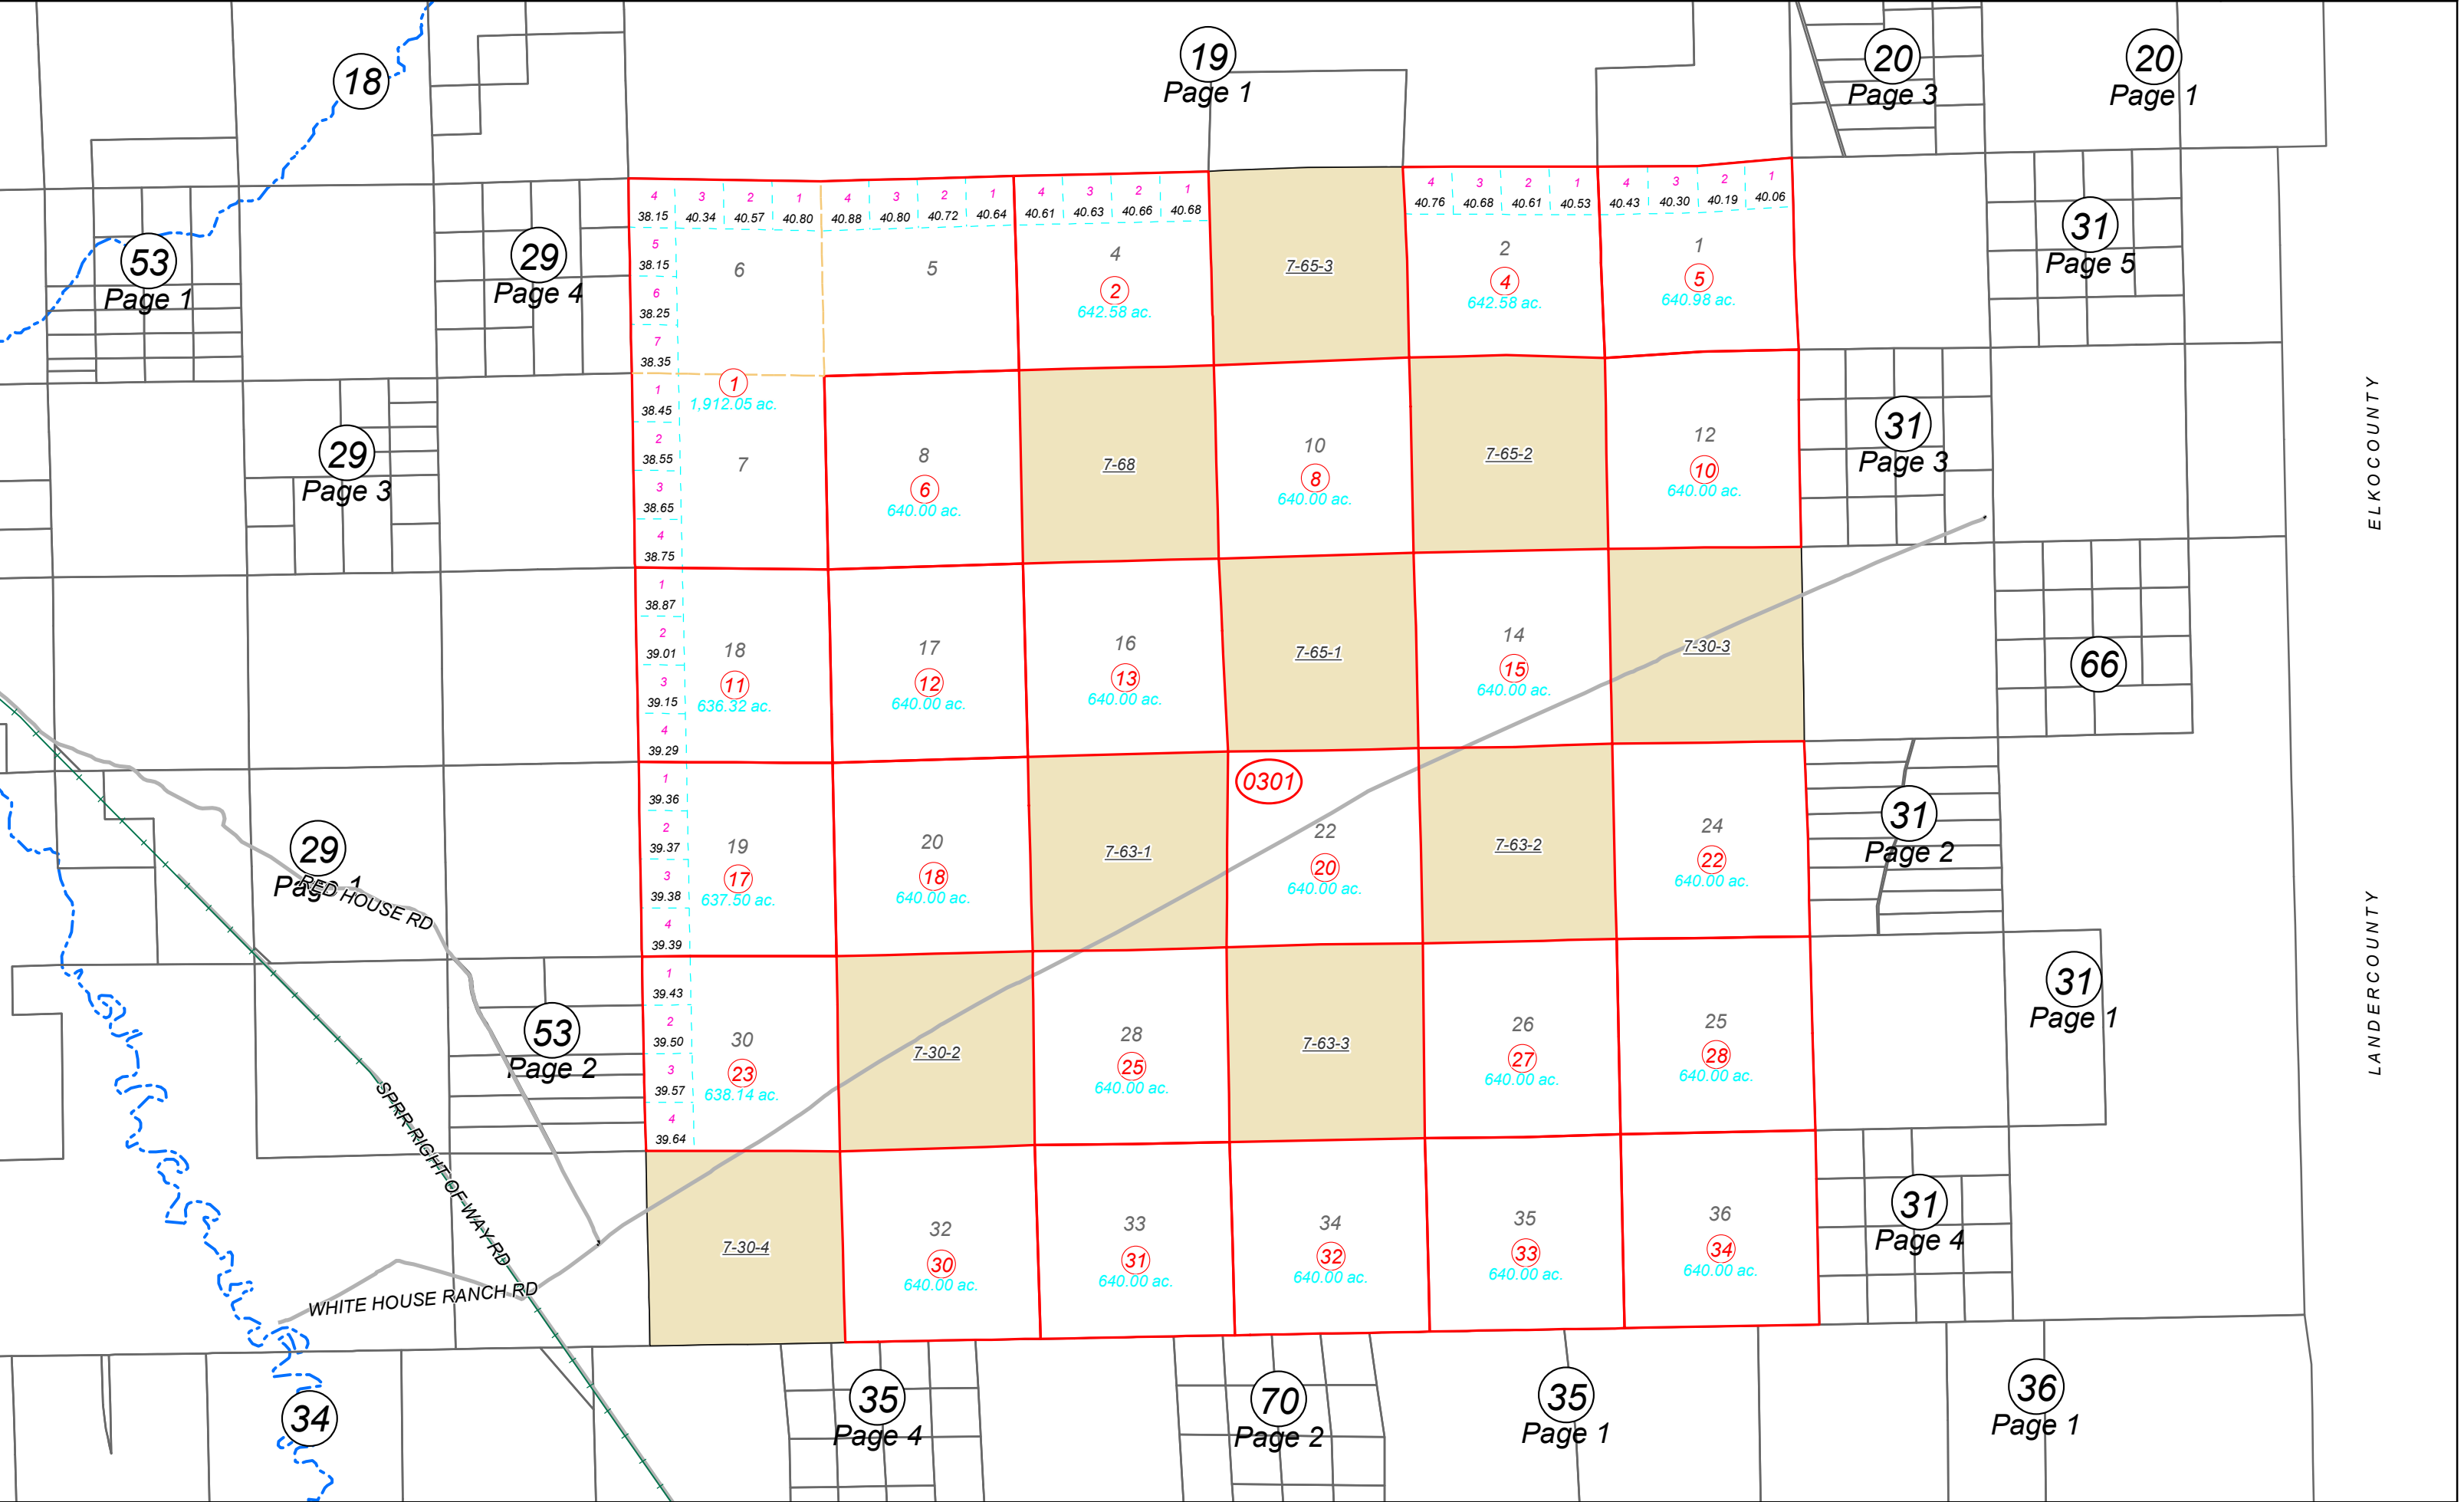 18
19
Page 1
20
Page 3
20
Page 1
4 3 2 1 4 3 2 1 4 3 2 1
38.15 40.34 40.57 40.80 40.88 40.80 40.72 40.64 40.61 40.63 40.66 40.68
4 3 2 1 4 3 2 1
40.76 40.68 40.61 40.53 40.43 40.30 40.19 40.06
53
Page 1
29
Page 4
5
38.15
6
38.25
7
38.35
6
5
4
2
642.58 ac.
7-65-3
2
4
642.58 ac.
1
5
640.98 ac.
31
Page 5
29
Page 3
1
1,912.05 ac.
1
38.45
2
38.55
3
38.65
4
38.75
7
8
6
640.00 ac.
7-68
10
8
640.00 ac.
7-65-2
12
10
640.00 ac.
31
Page 3
ELKOCOUNTY
1
38.87
2
39.01
3
39.15
4
39.29
18
11
636.32 ac.
17
12
640.00 ac.
16
13
640.00 ac.
7-65-1
14
15
640.00 ac.
7-30-3
66
29
Page 1
RED HOUSE RD
1
39.36
2
39.37
3
39.38
4
39.39
19
17
637.50 ac.
20
18
640.00 ac.
7-63-1
0301
22
20
640.00 ac.
7-63-2
24
22
640.00 ac.
31
Page 2
LANDERCOUNTY
53
Page 2
1
39.43
2
39.50
3
39.57
4
39.64
30
23
638.14 ac.
7-30-2
28
25
640.00 ac.
7-63-3
26
27
640.00 ac.
25
28
640.00 ac.
31
Page 1
SPRR-RIGHT-OF-WAY-RD
WHITE HOUSE RANCH RD
7-30-4
32
30
640.00 ac.
33
31
640.00 ac.
34
32
640.00 ac.
35
33
640.00 ac.
36
34
640.00 ac.
31
Page 4
34
35
Page 4
70
Page 2
35
Page 1
36
Page 1